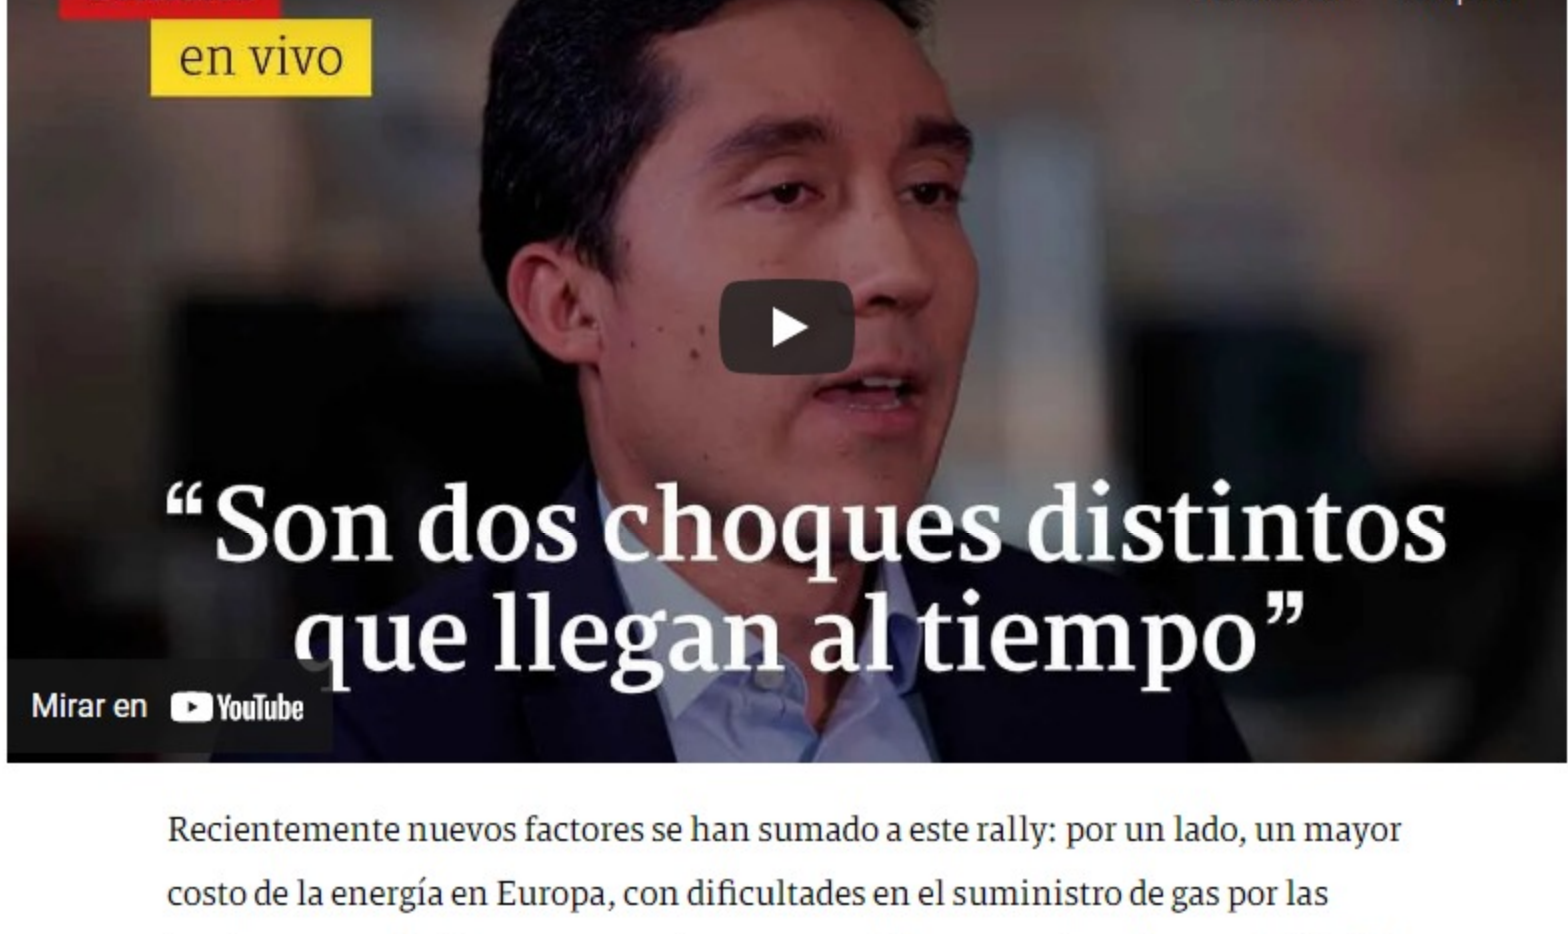 en vivo
“Son dos choques distintos
que llegan al tiempo”
Mirar en YouTube
Recientemente nuevos factores se han sumado a este rally: por un lado, un mayor
costo de la energía en Europa, con dificultades en el suministro de gas por las